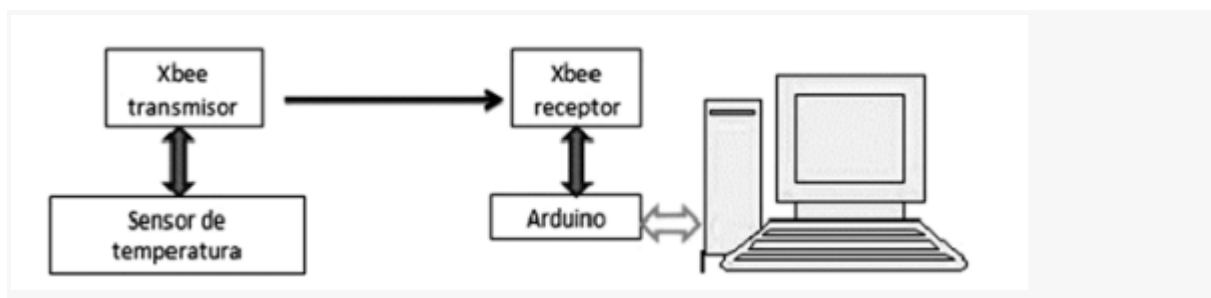 Xbee
transmisor
Xbee
receptor
Sensor de
temperatura
Arduino